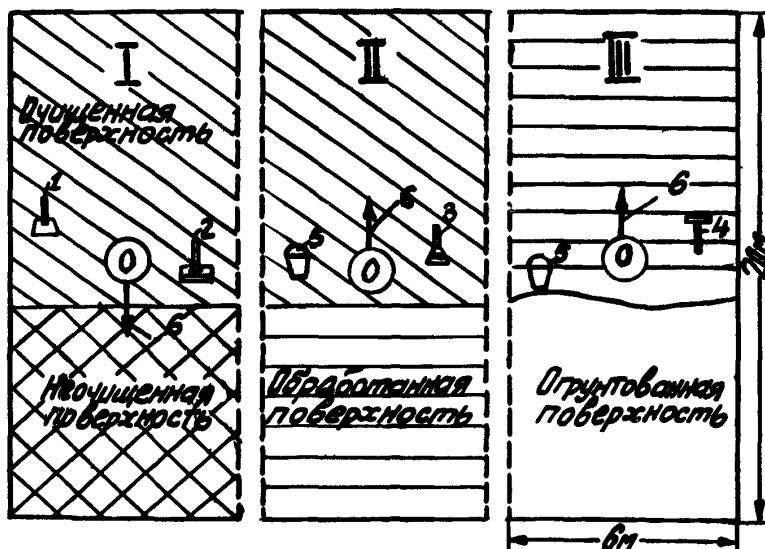 I
Очищенная
поверхность
1
2
О
6
Неочищенная
поверхность
II
5
6
3
О
Обработанная
поверхность
III
6
4
5
О
Огрунтованная
поверхность
6м